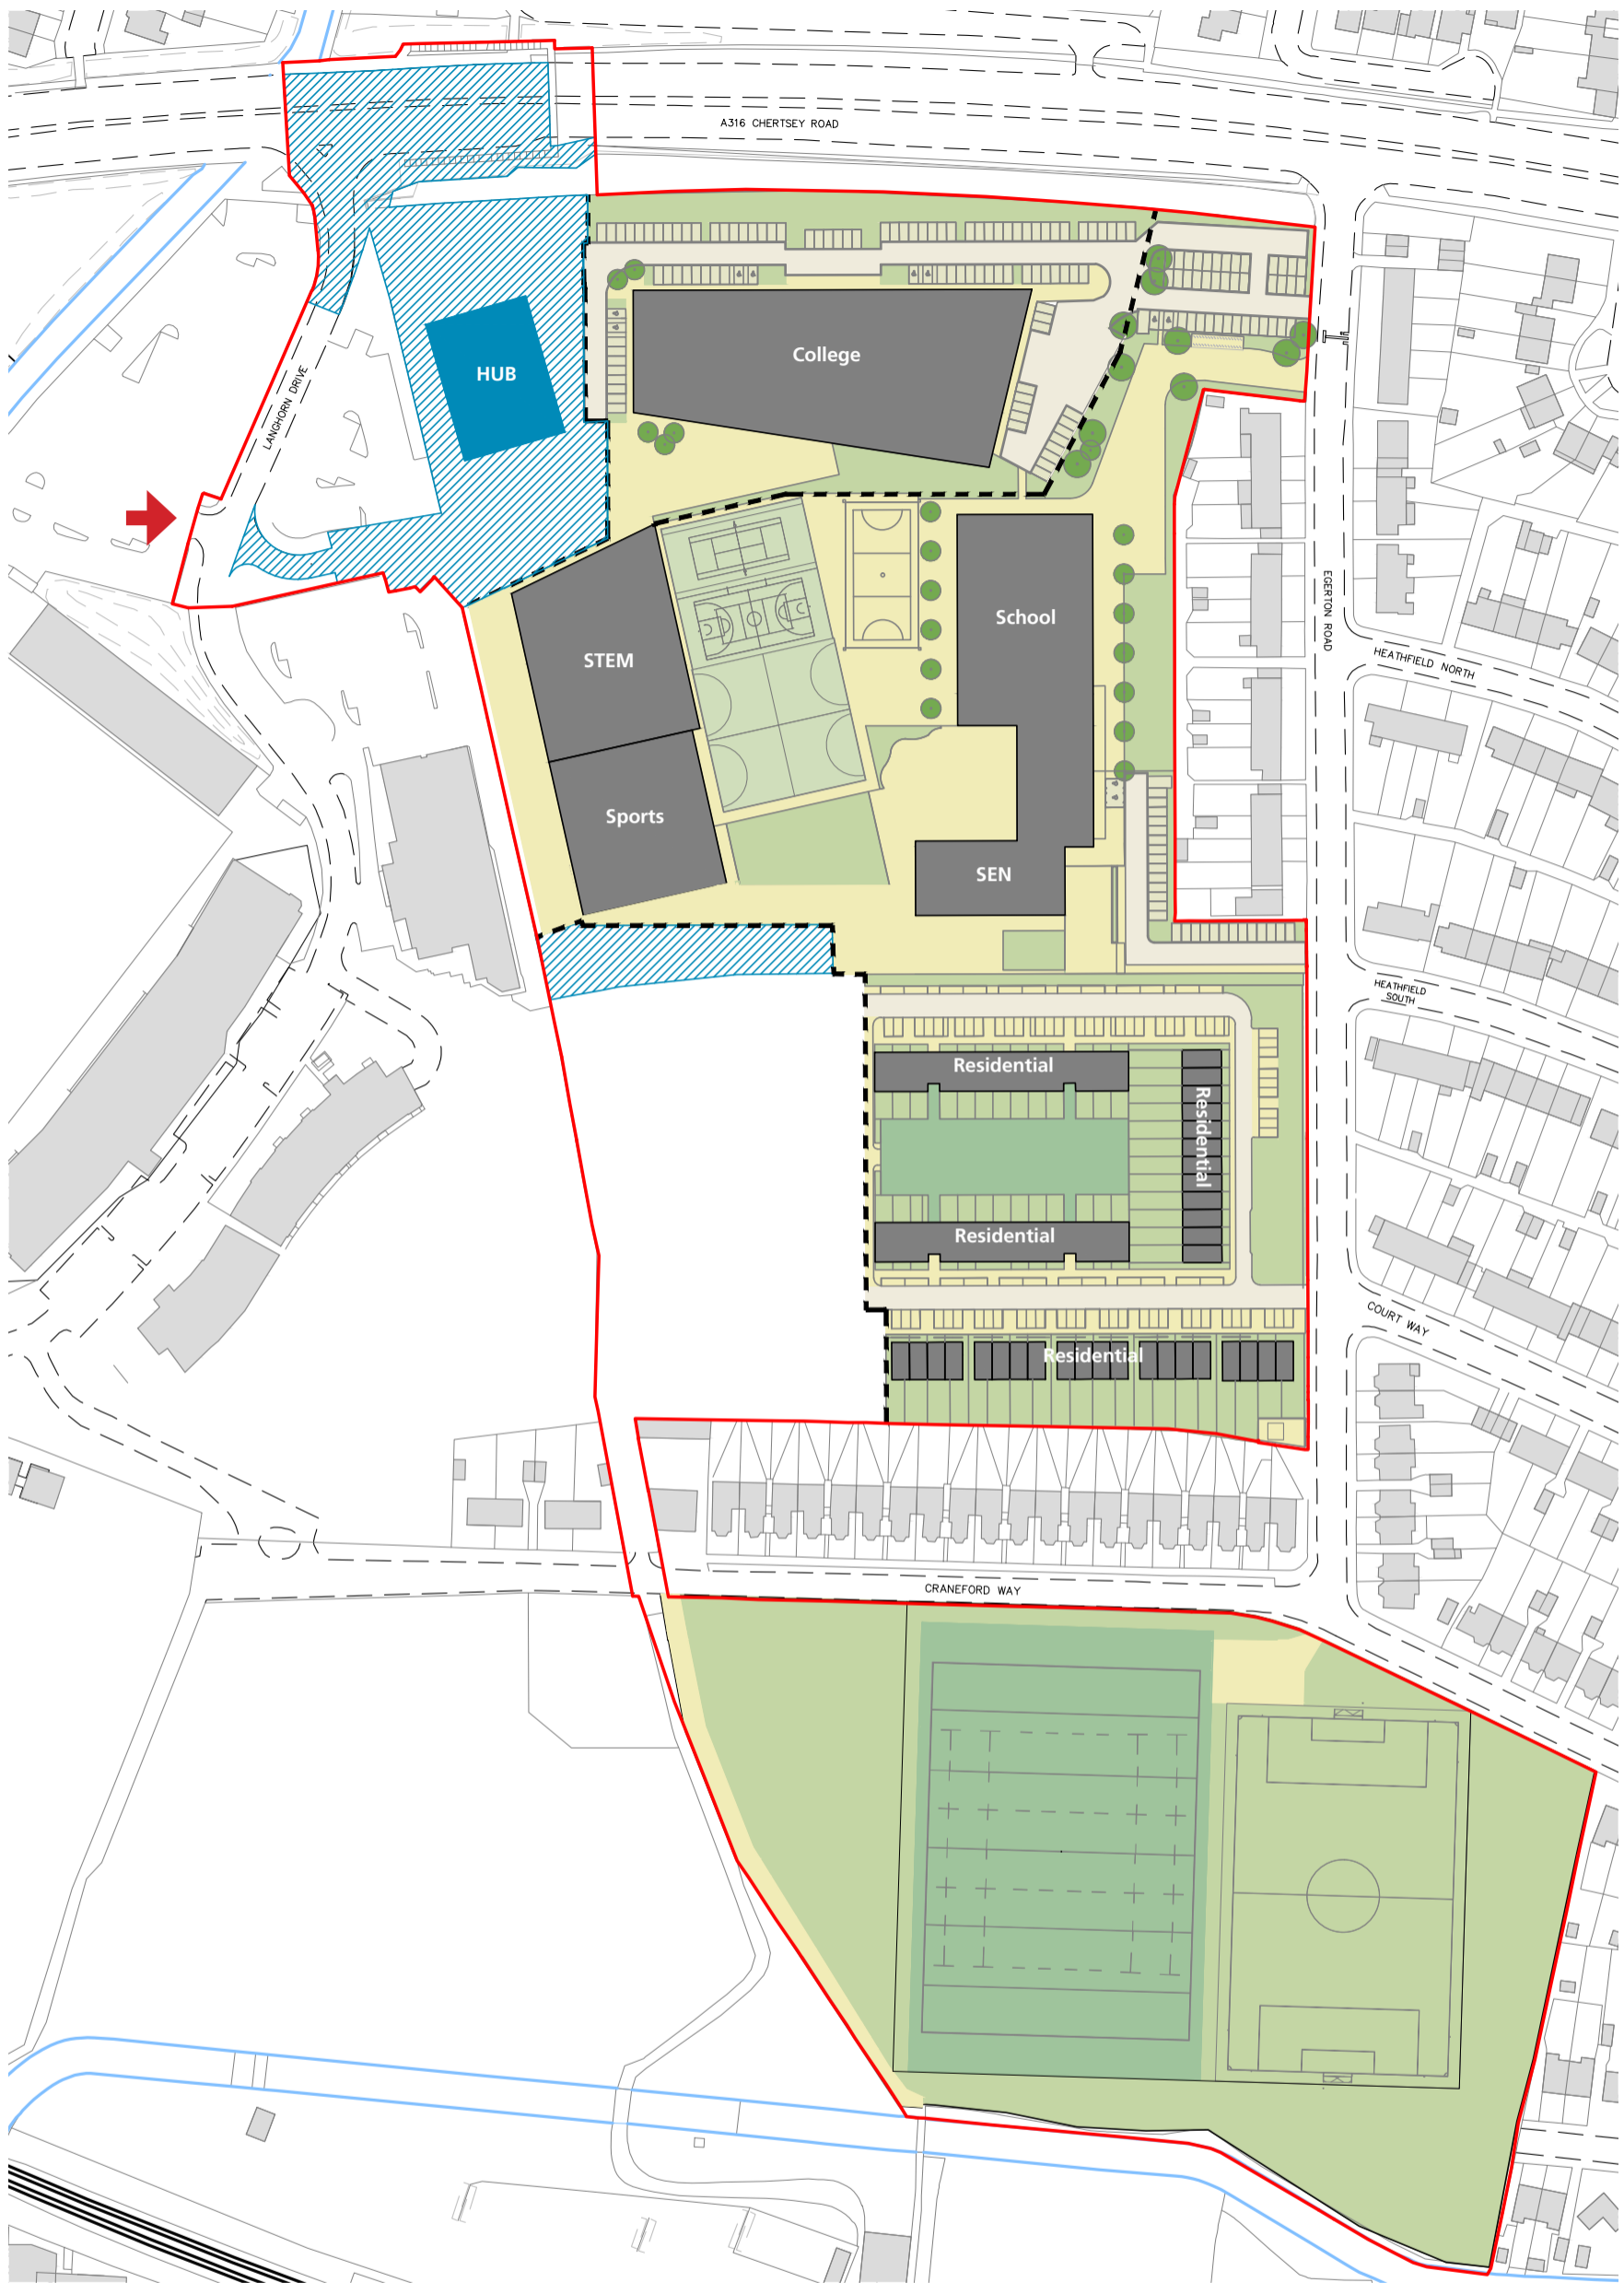 A316 CHERTSEY ROAD
College
HUB
LANGHORN DRIVE
School
EGERTON ROAD
STEM
HEATHFIELD NORTH
Sports
SEN
HEATHFIELD
SOUTH
Residential
Residential
Residential
COURT WAY
Residential
CRANEFORD WAY